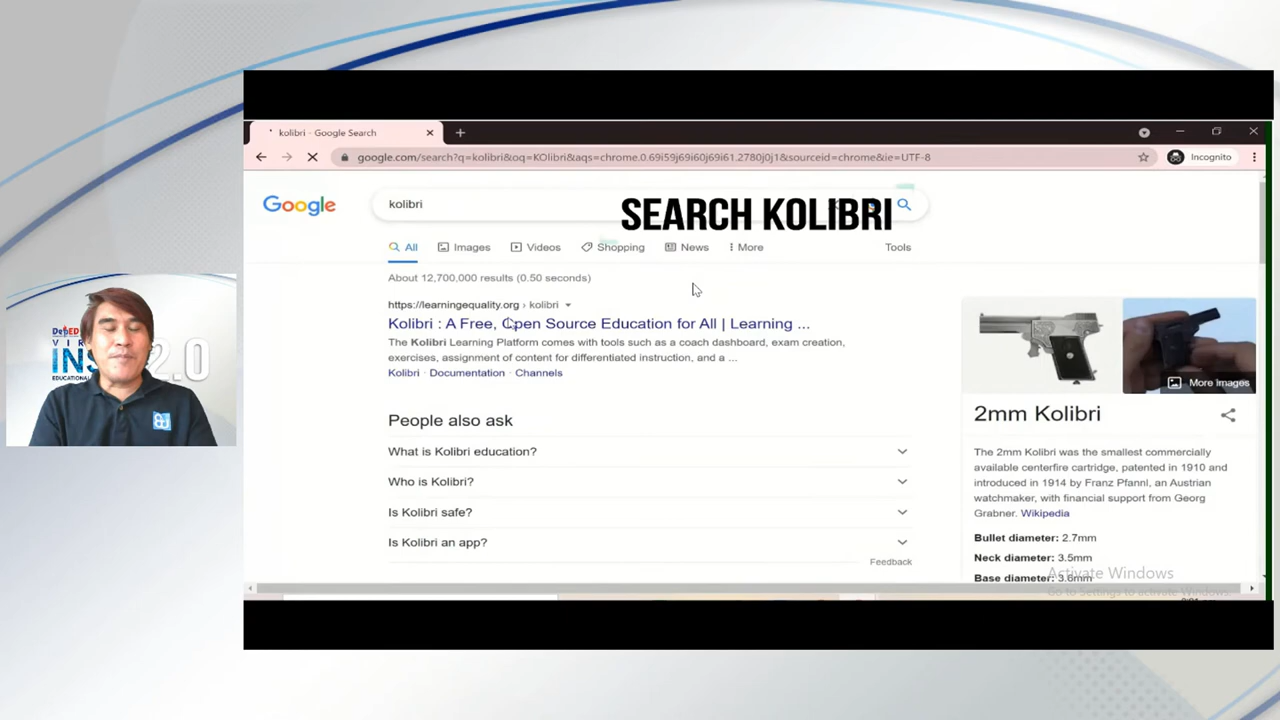 kolibri - Google Search
google.com/search?q=kolibri&oq=KOlibri&aqs=chrome.0.69i59j69i60j69i61.2780j0j1&sourceid=chrome&ie=UTF-8
Incognito
Google
kolibri
SEARCH KOLIBRI
All
Images
Videos
Shopping
News
More
Tools
About 12,700,000 results (0.50 seconds)
https://learningequality.org › kolibri
Kolibri : A Free, Open Source Education for All | Learning ...
The Kolibri Learning Platform comes with tools such as a coach dashboard, exam creation,
exercises, assignment of content for differentiated instruction, and a ...
Kolibri · Documentation · Channels
People also ask
What is Kolibri education?
Who is Kolibri?
Is Kolibri safe?
Is Kolibri an app?
Feedback
More Images
2mm Kolibri
The 2mm Kolibri was the smallest commercially
available centerfire cartridge, patented in 1910 and
introduced in 1914 by Franz Pfannl, an Austrian
watchmaker, with financial support from Georg
Grabner. Wikipedia
Bullet diameter: 2.7mm
Neck diameter: 3.5mm
Base diameter: 3.6mm
Activate Windows
Go to Settings to activate Windows.
DepED
INS
2.0
EDUCATIONAL